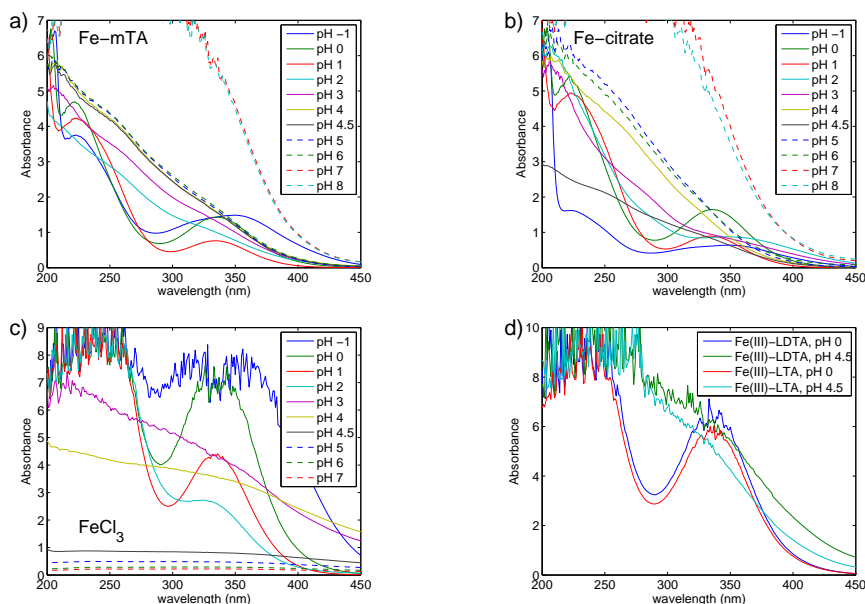 a)
Fe−mTA
pH −1
pH 0
pH 1
pH 2
pH 3
pH 4
pH 4.5
pH 5
pH 6
pH 7
pH 8
Absorbance
7
6
5
4
3
2
1
0
200 250 300 350 400 450
wavelength (nm)
b)
Fe−citrate
pH −1
pH 0
pH 1
pH 2
pH 3
pH 4
pH 4.5
pH 5
pH 6
pH 7
pH 8
Absorbance
7
6
5
4
3
2
1
0
200 250 300 350 400 450
wavelength (nm)
c)
FeCl3
pH −1
pH 0
pH 1
pH 2
pH 3
pH 4
pH 4.5
pH 5
pH 6
pH 7
Absorbance
9
8
7
6
5
4
3
2
1
0
200 250 300 350 400 450
wavelength (nm)
d)
Fe(III)−LDTA, pH 0
Fe(III)−LDTA, pH 4.5
Fe(III)−LTA, pH 0
Fe(III)−LTA, pH 4.5
Absorbance
10
8
6
4
2
0
200 250 300 350 400 450
wavelength (nm)